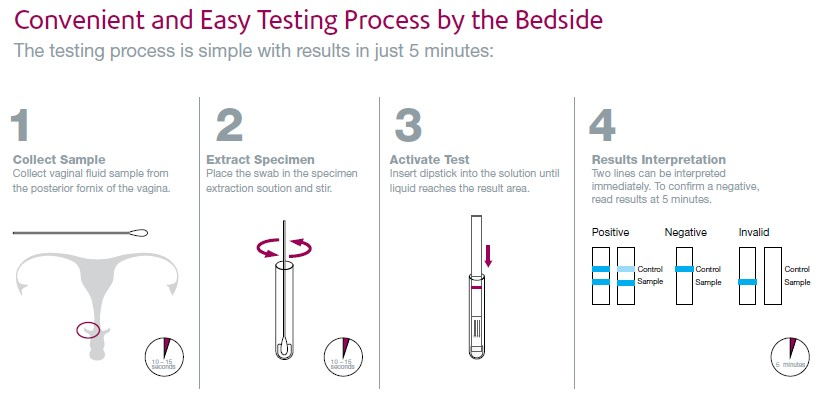 Convenient and Easy Testing Process by the Bedside
The testing process is simple with results in just 5 minutes:
1
Collect Sample
Collect vaginal fluid sample from
the posterior fornix of the vagina.
10 – 15
seconds
2
Extract Specimen
Place the swab in the specimen
extraction soution and stir.
10 – 15
seconds
3
Activate Test
Insert dipstick into the solution until
liquid reaches the result area.
4
Results Interpretation
Two lines can be interpreted
immediately. To confirm a negative,
read results at 5 minutes.
Positive Negative Invalid
Control Control Control
Sample Sample Sample
5 minutes